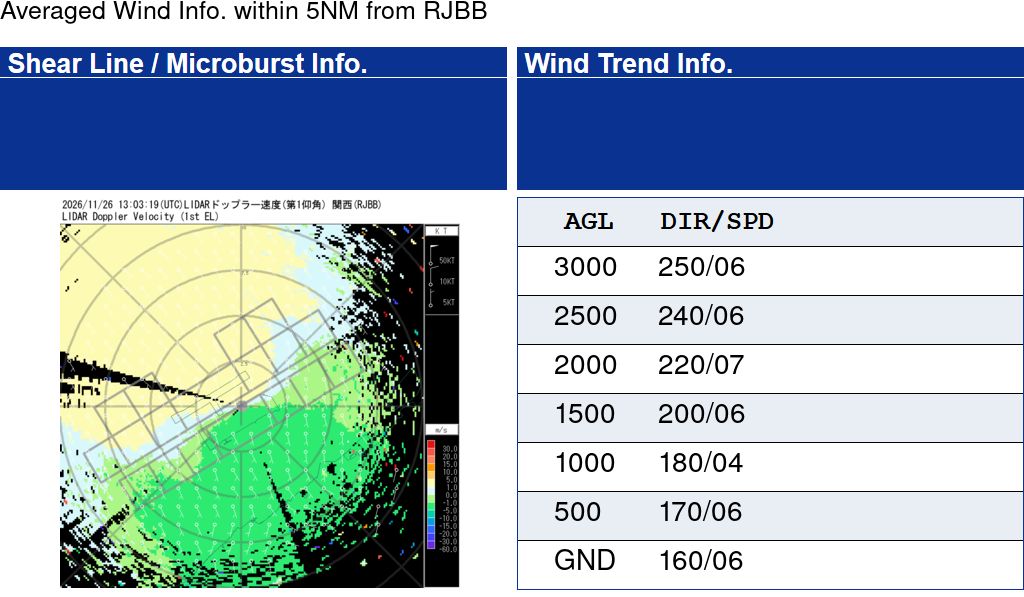 Averaged Wind Info. within 5NM from RJBB
Shear Line / Microburst Info.
Wind Trend Info.
2026/11/26 13:03:19(UTC)LIDARドップラー速度(第1仰角) 関西(RJBB)
LIDAR Doppler Velocity (1st EL)
K T
50KT
10KT
5KT
m/s
30.0
20.0
15.0
10.0
5.0
1.0
0.0
-1.0
-5.0
-10.0
-15.0
-20.0
-30.0
-60.0
AGL DIR/SPD
3000 250/06
2500 240/06
2000 220/07
1500 200/06
1000 180/04
500 170/06
GND 160/06